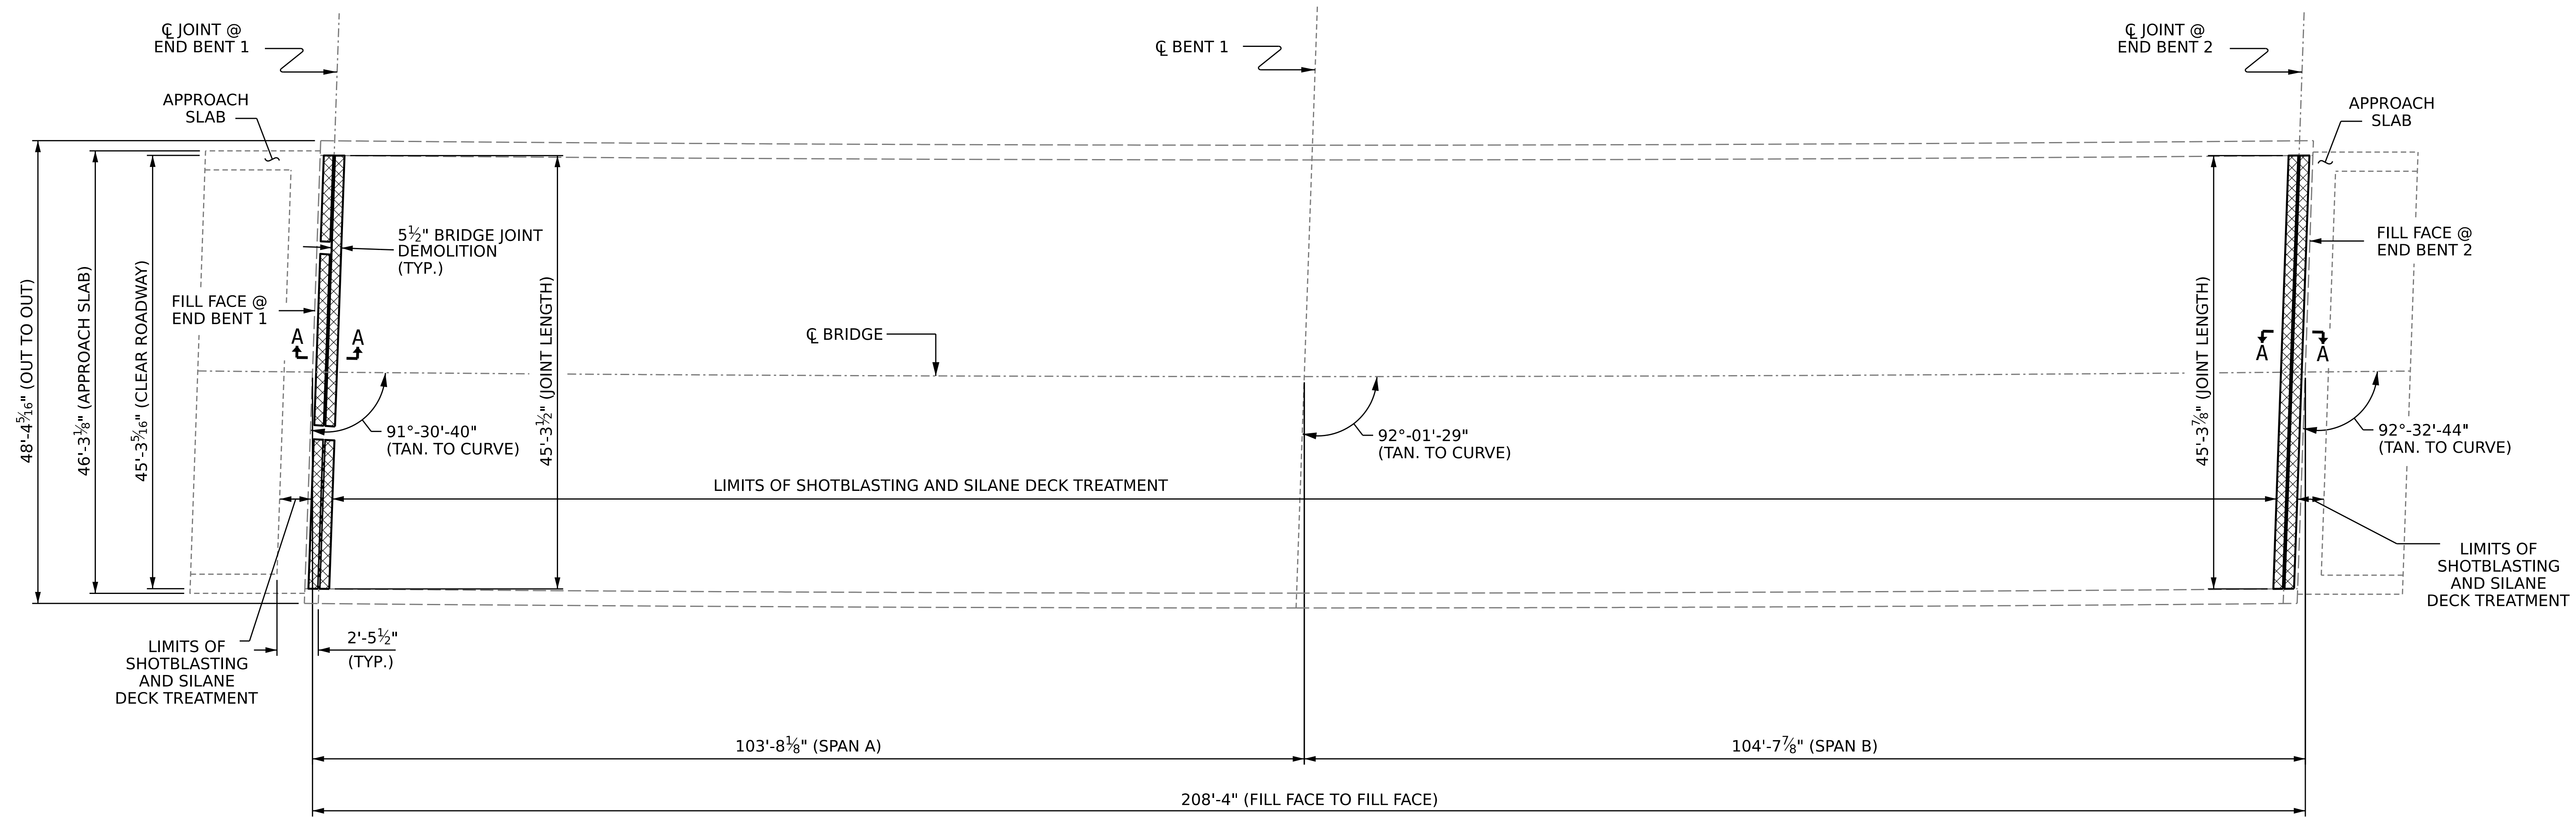 ℄ JOINT @
END BENT 1
℄ BENT 1
℄ JOINT @
END BENT 2
APPROACH
SLAB
APPROACH
SLAB
5½" BRIDGE JOINT
DEMOLITION
(TYP.)
FILL FACE @
END BENT 2
FILL FACE @
END BENT 1
48'-4⁵⁄₁₆" (OUT TO OUT)
46'-3⅛" (APPROACH SLAB)
45'-3⁵⁄₁₆" (CLEAR ROADWAY)
45'-3½" (JOINT LENGTH)
45'-3⅞" (JOINT LENGTH)
A
A
℄ BRIDGE
A
A
91°-30'-40"
(TAN. TO CURVE)
92°-01'-29"
(TAN. TO CURVE)
92°-32'-44"
(TAN. TO CURVE)
LIMITS OF SHOTBLASTING AND SILANE DECK TREATMENT
LIMITS OF
SHOTBLASTING
AND SILANE
DECK TREATMENT
2'-5½"
(TYP.)
LIMITS OF
SHOTBLASTING
AND SILANE
DECK TREATMENT
103'-8⅛" (SPAN A)
104'-7⅞" (SPAN B)
208'-4" (FILL FACE TO FILL FACE)